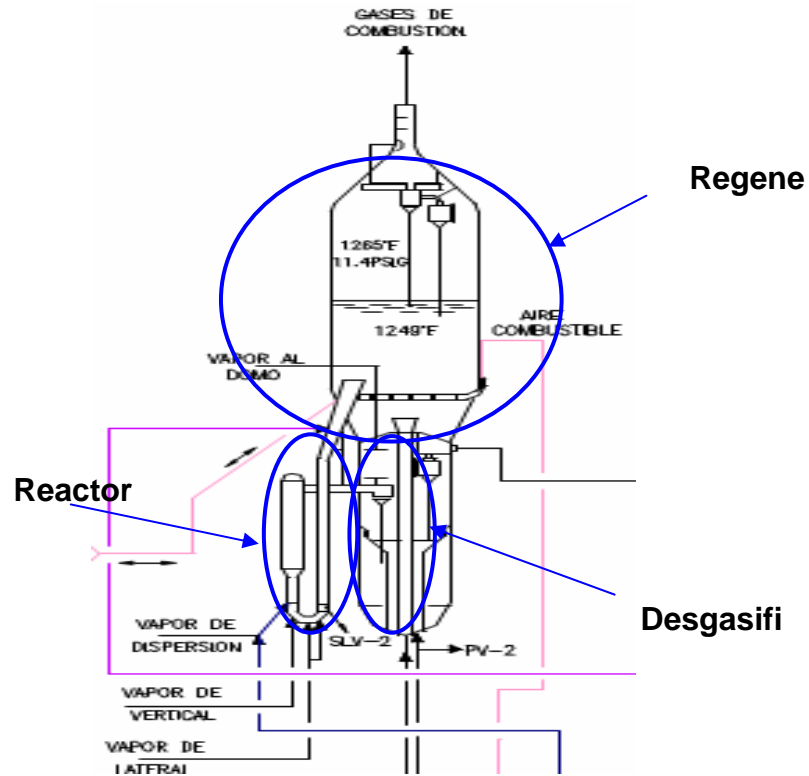 GASES DE
COMBUSTION
Regene
1265°F
11.4PSIG
AIRE
COMBUSTIBLE
1249°F
VAPOR AL
DOMO
Reactor
Desgasifi
VAPOR DE
DISPERSION
SLV-2
PV-2
VAPOR DE
VERTICAL
VAPOR DE
LATERAL